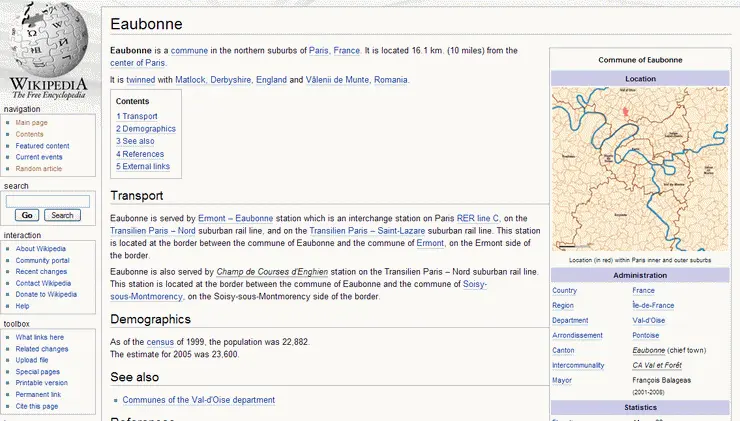 WIKIPEDIA
The Free Encyclopedia
navigation
Main page
Contents
Featured content
Current events
Random article
search
Go Search
interaction
About Wikipedia
Community portal
Recent changes
Contact Wikipedia
Donate to Wikipedia
Help
toolbox
What links here
Related changes
Upload file
Special pages
Printable version
Permanent link
Cite this page
Eaubonne
Eaubonne is a commune in the northern suburbs of Paris, France. It is located 16.1 km. (10 miles) from the
center of Paris.
It is twinned with Matlock, Derbyshire, England and Vălenii de Munte, Romania.
Contents
1 Transport
2 Demographics
3 See also
4 References
5 External links
Transport
Eaubonne is served by Ermont – Eaubonne station which is an interchange station on Paris RER line C, on the
Transilien Paris – Nord suburban rail line, and on the Transilien Paris – Saint-Lazare suburban rail line. This station
is located at the border between the commune of Eaubonne and the commune of Ermont, on the Ermont side of
the border.
Eaubonne is also served by Champ de Courses d'Enghien station on the Transilien Paris – Nord suburban rail line.
This station is located at the border between the commune of Eaubonne and the commune of Soisy-
sous-Montmorency, on the Soisy-sous-Montmorency side of the border.
Demographics
As of the census of 1999, the population was 22,882.
The estimate for 2005 was 23,600.
See also
Communes of the Val-d'Oise department
References
Commune of Eaubonne
Location
Location (in red) within Paris inner and outer suburbs
Administration
Country France
Region Île-de-France
Department Val-d'Oise
Arrondissement Pontoise
Canton Eaubonne (chief town)
Intercommunality CA Val et Forêt
Mayor François Balageas
(2001-2008)
Statistics